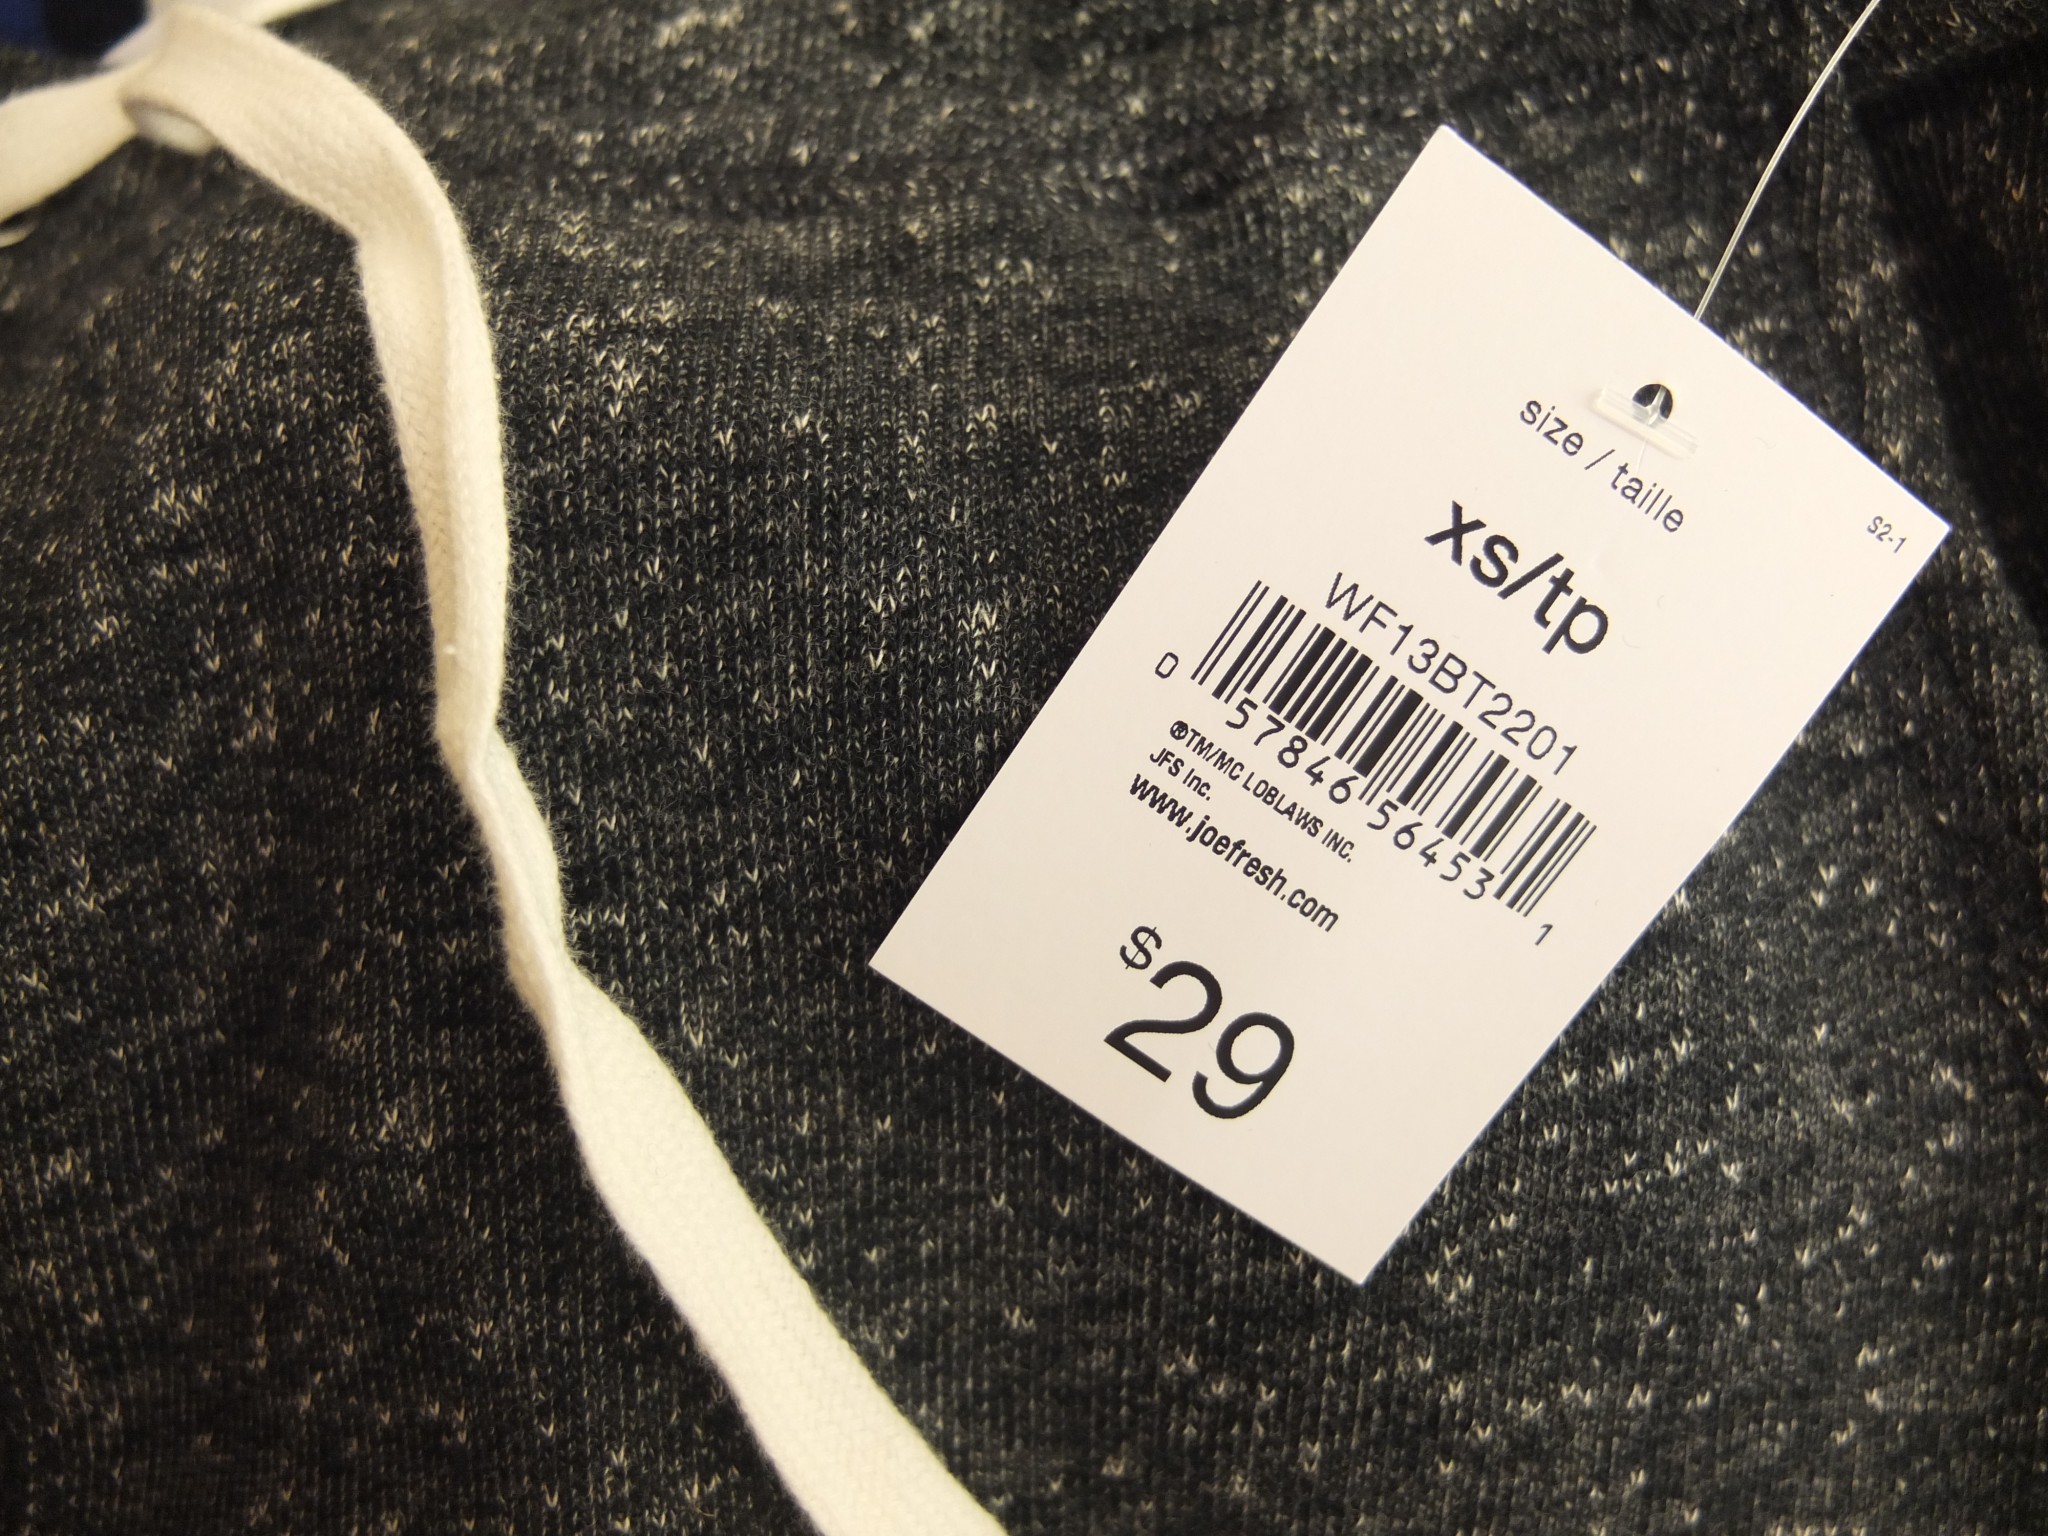 size / taille
S2-1
xs/tp
WF13BT2201
0 57846 56453 1
®TM/MC LOBLAWS INC.
JFS Inc.
www.joefresh.com
$29